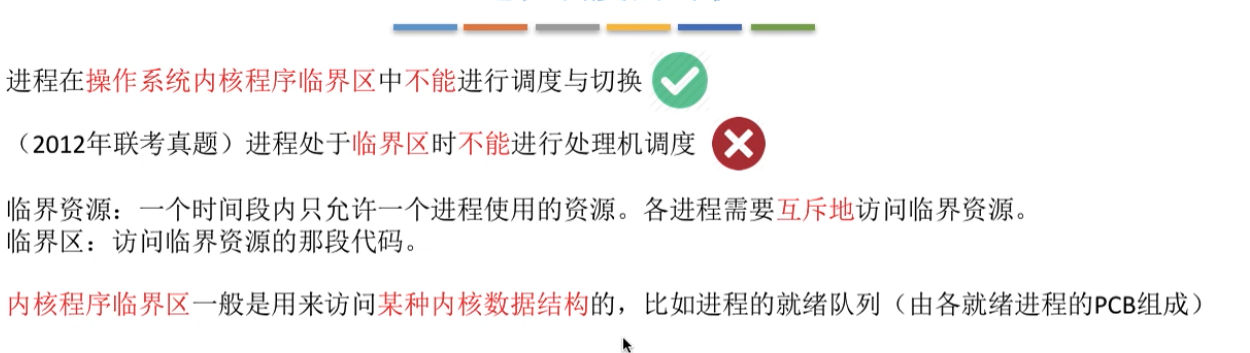 进程在操作系统内核程序临界区中不能进行调度与切换
（2012年联考真题）进程处于临界区时不能进行处理机调度
临界资源：一个时间段内只允许一个进程使用的资源。各进程需要互斥地访问临界资源。
临界区：访问临界资源的那段代码。
内核程序临界区一般是用来访问某种内核数据结构的，比如进程的就绪队列（由各就绪进程的PCB组成）